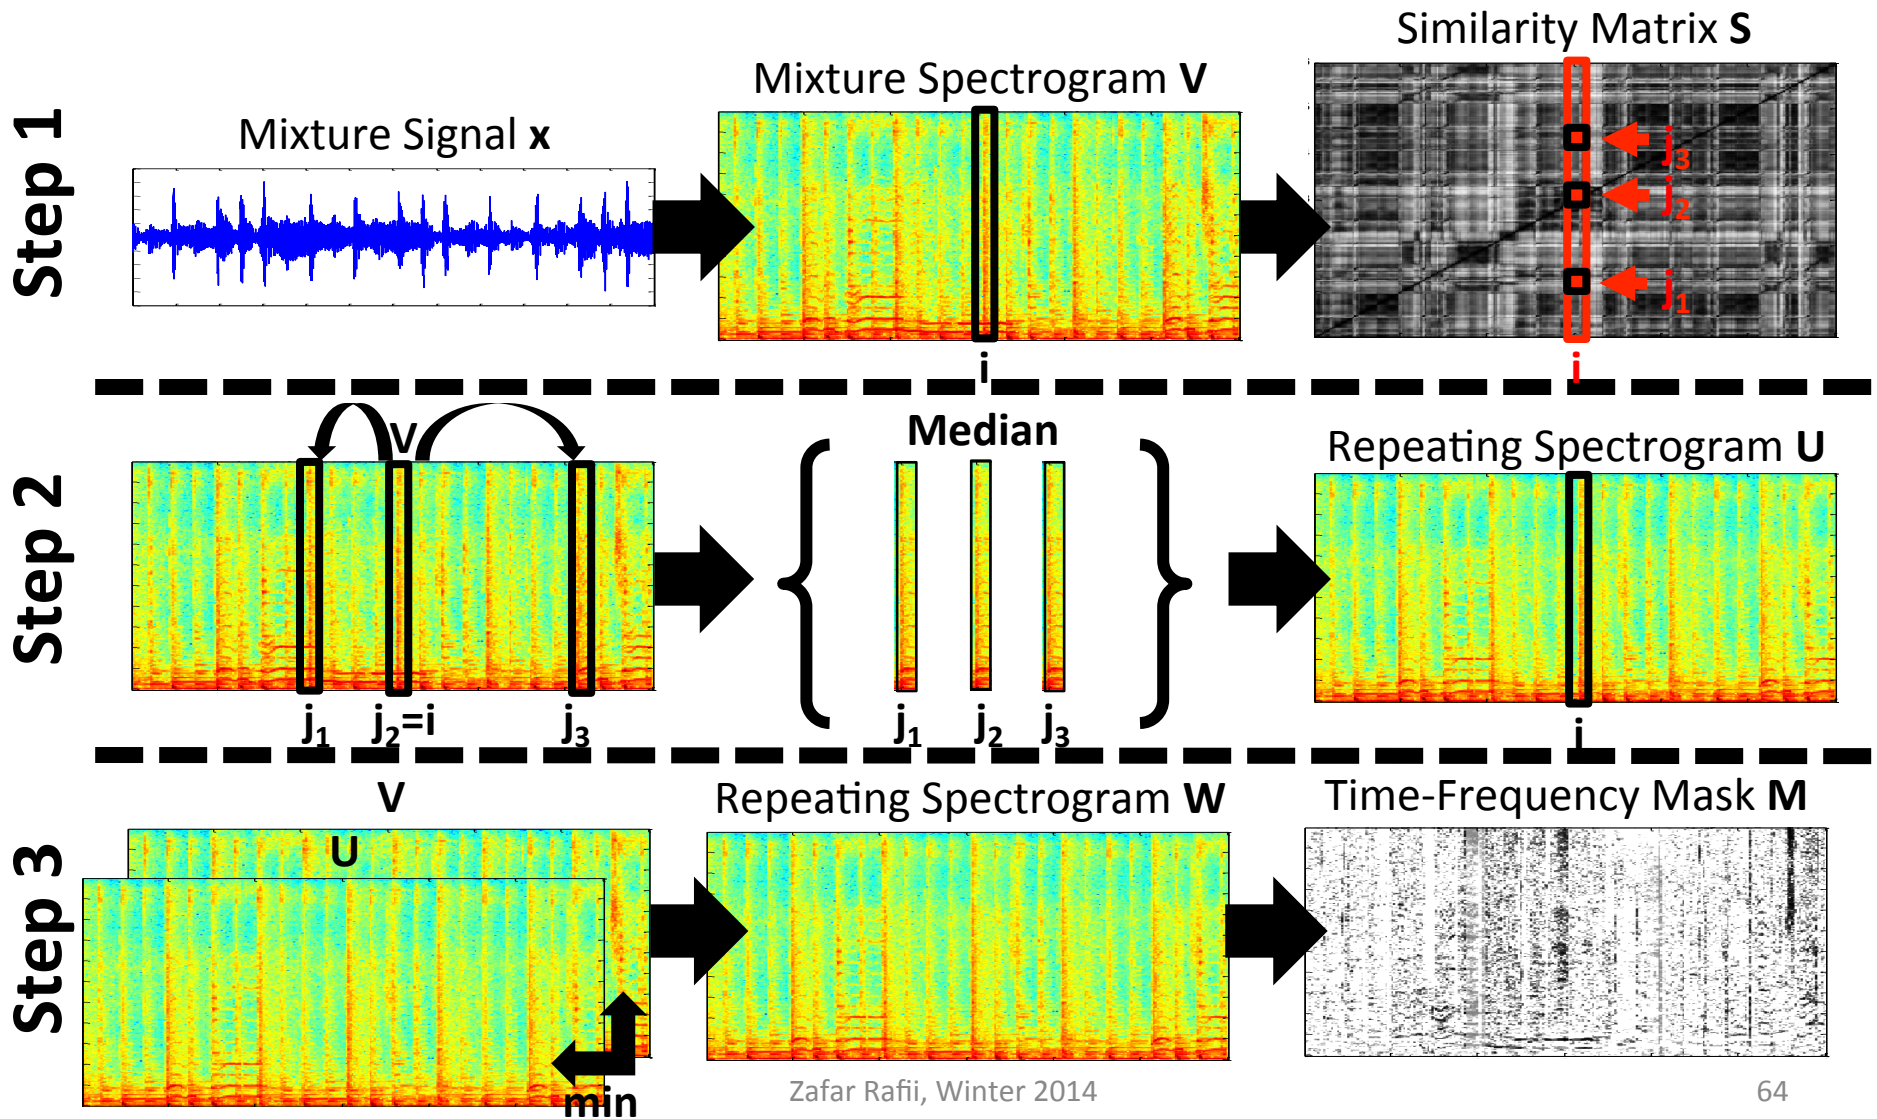 Step 1
Mixture Signal x
Mixture Spectrogram V
i
Similarity Matrix S
j3
j2
j1
i
Step 2
V
j1 j2=i j3
Median
j1 j2 j3
Repeating Spectrogram U
i
Step 3
V
U
min
Repeating Spectrogram W
Time-Frequency Mask M
Zafar Rafii, Winter 2014
64